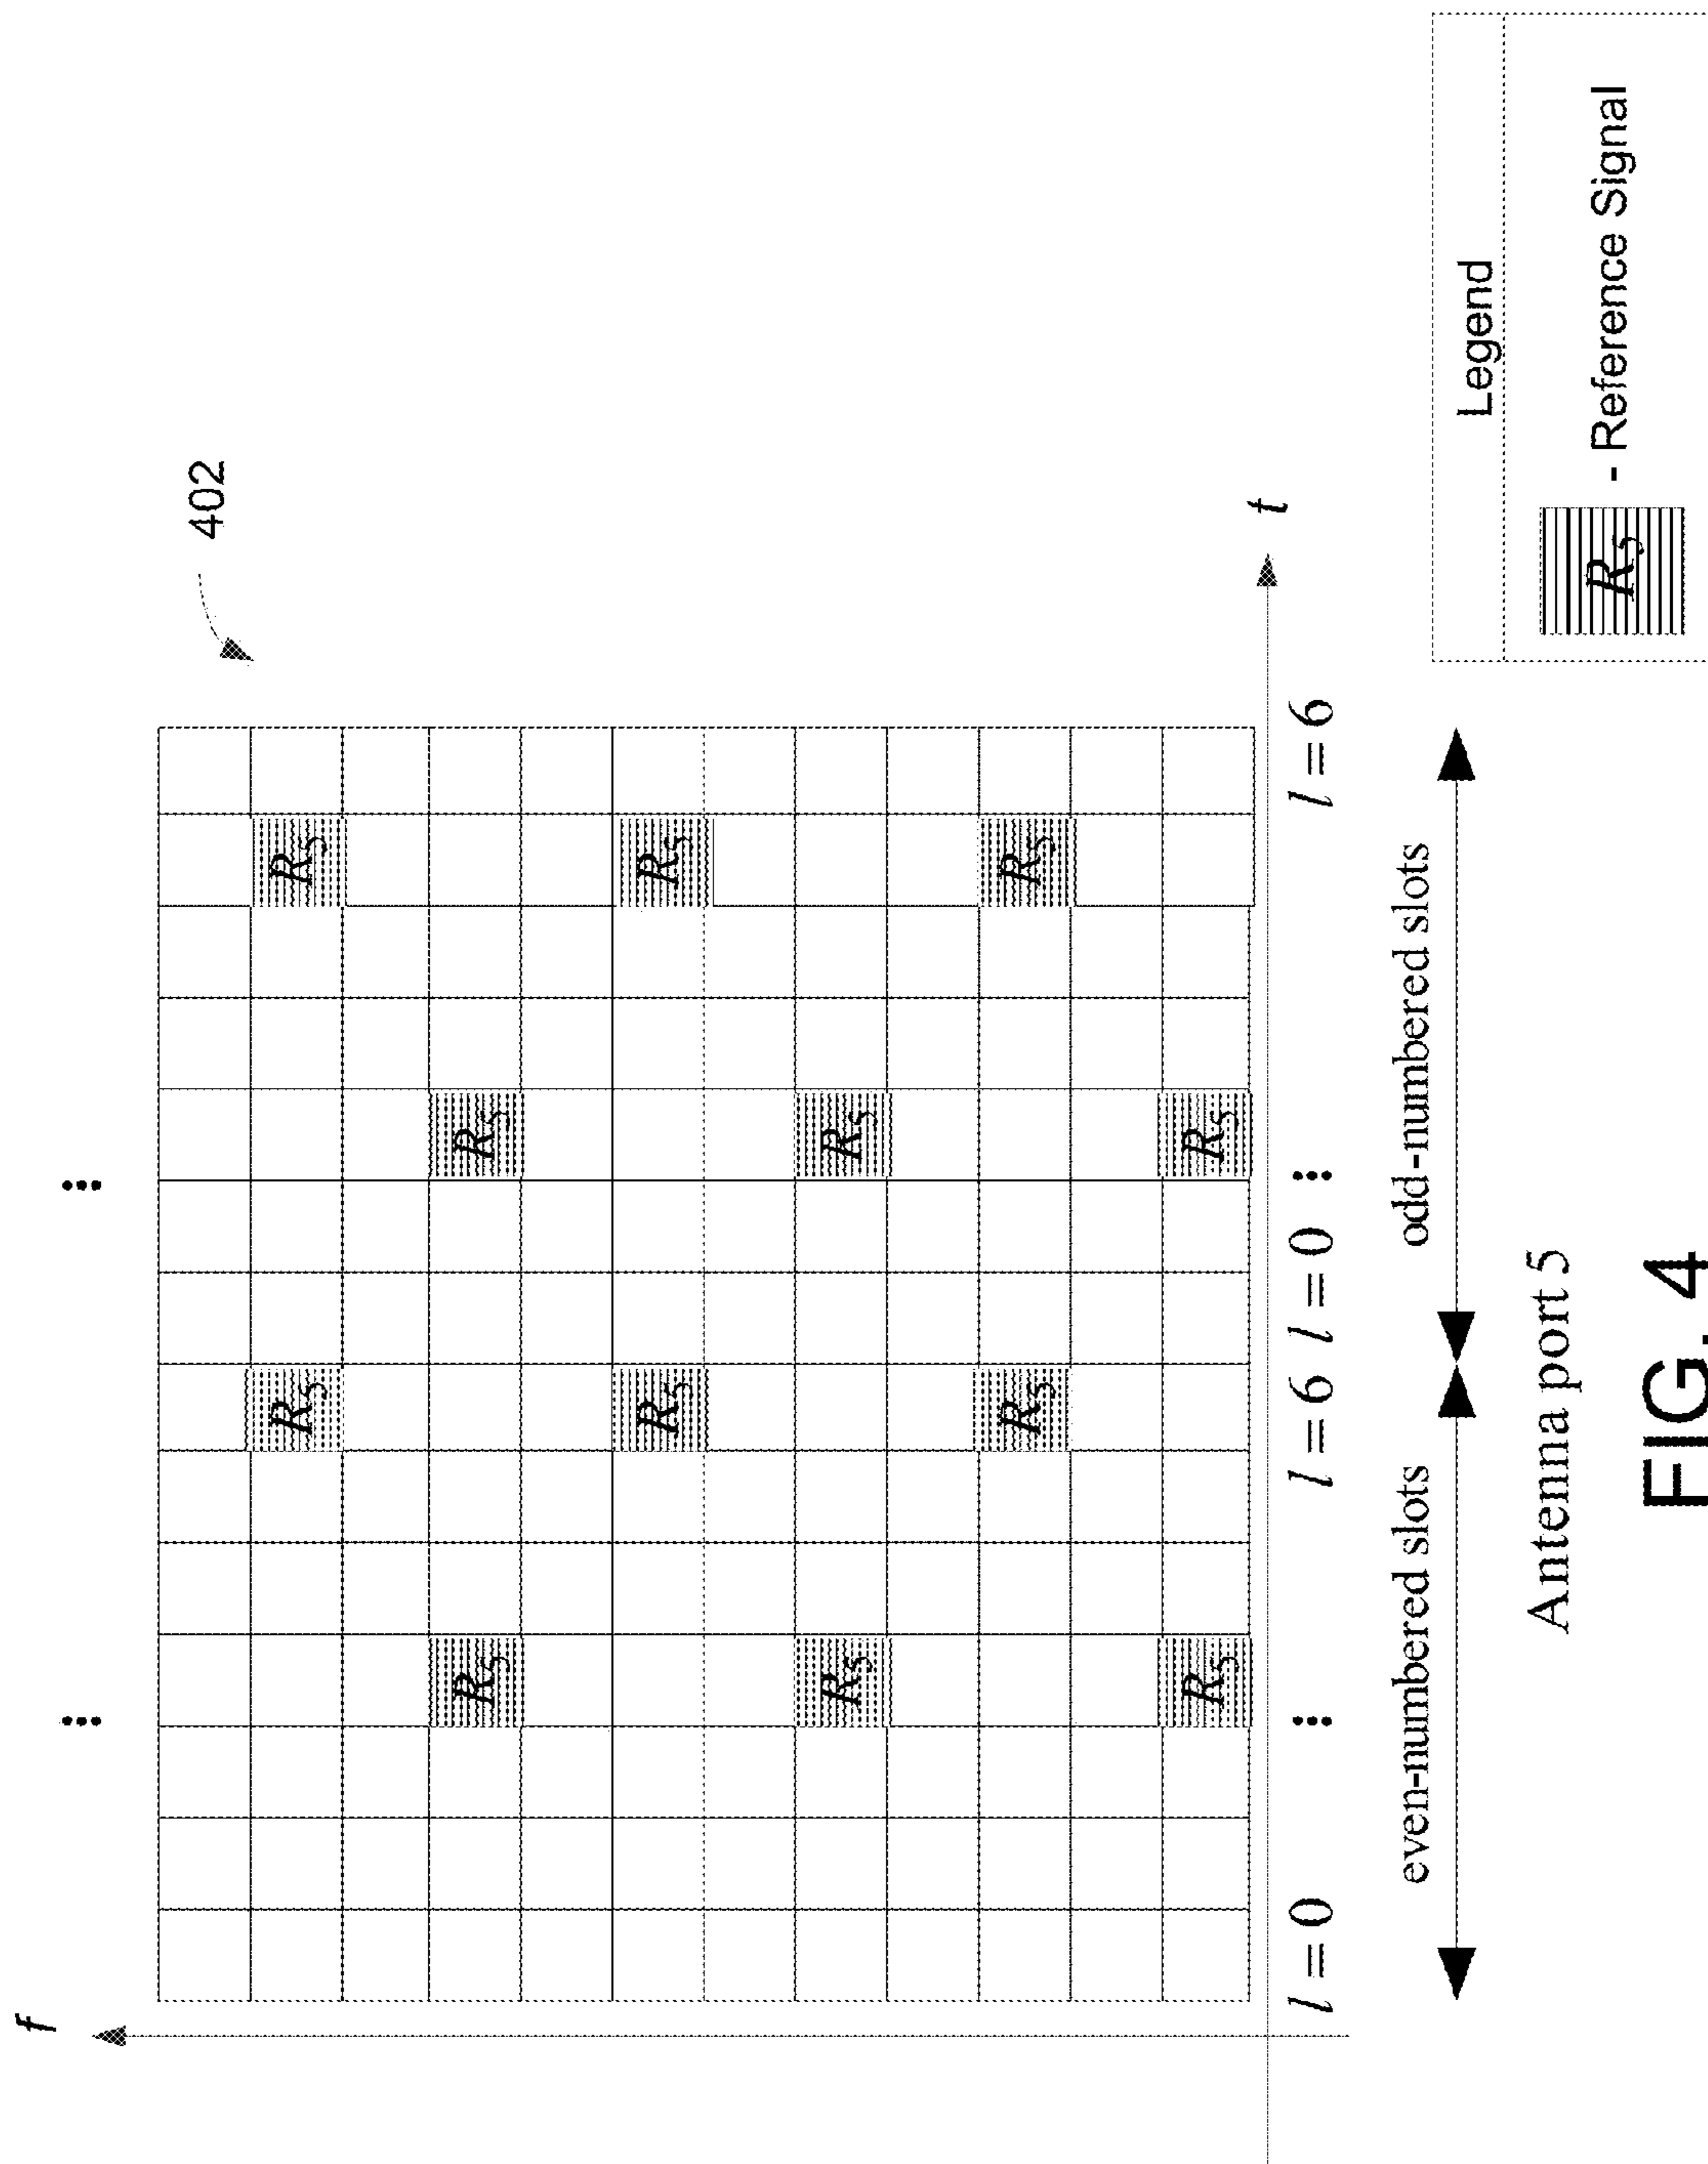 f
⋮ ⋮
402
R5 R5
R5 R5
R5 R5
R5 R5
R5 R5
R5 R5
t
l = 0 ⋮ l = 6 l = 0 ⋮ l = 6
even-numbered slots odd-numbered slots
Antenna port 5
Legend
R5 - Reference Signal
FIG. 4